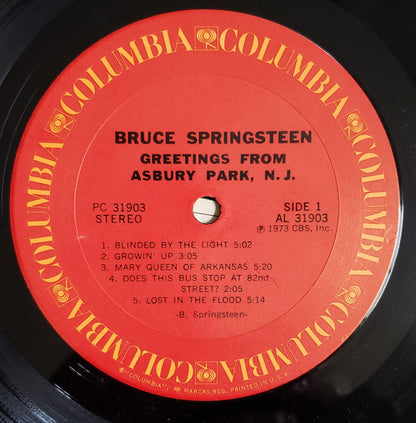 COLUMBIA COLUMBIA COLUMBIA COLUMBIA COLUMBIA COLUMBIA
BRUCE SPRINGSTEEN
GREETINGS FROM
ASBURY PARK, N. J.
PC 31903
STEREO
SIDE 1
AL 31903
Ⓟ 1973 CBS, Inc.
1. BLINDED BY THE LIGHT 5:02
2. GROWIN' UP 3:05
3. MARY QUEEN OF ARKANSAS 5:20
4. DOES THIS BUS STOP AT 82nd
STREET? 2:05
5. LOST IN THE FLOOD 5:14
-B. Springsteen-
"COLUMBIA", MARCAS REG. PRINTED IN U.S.A.